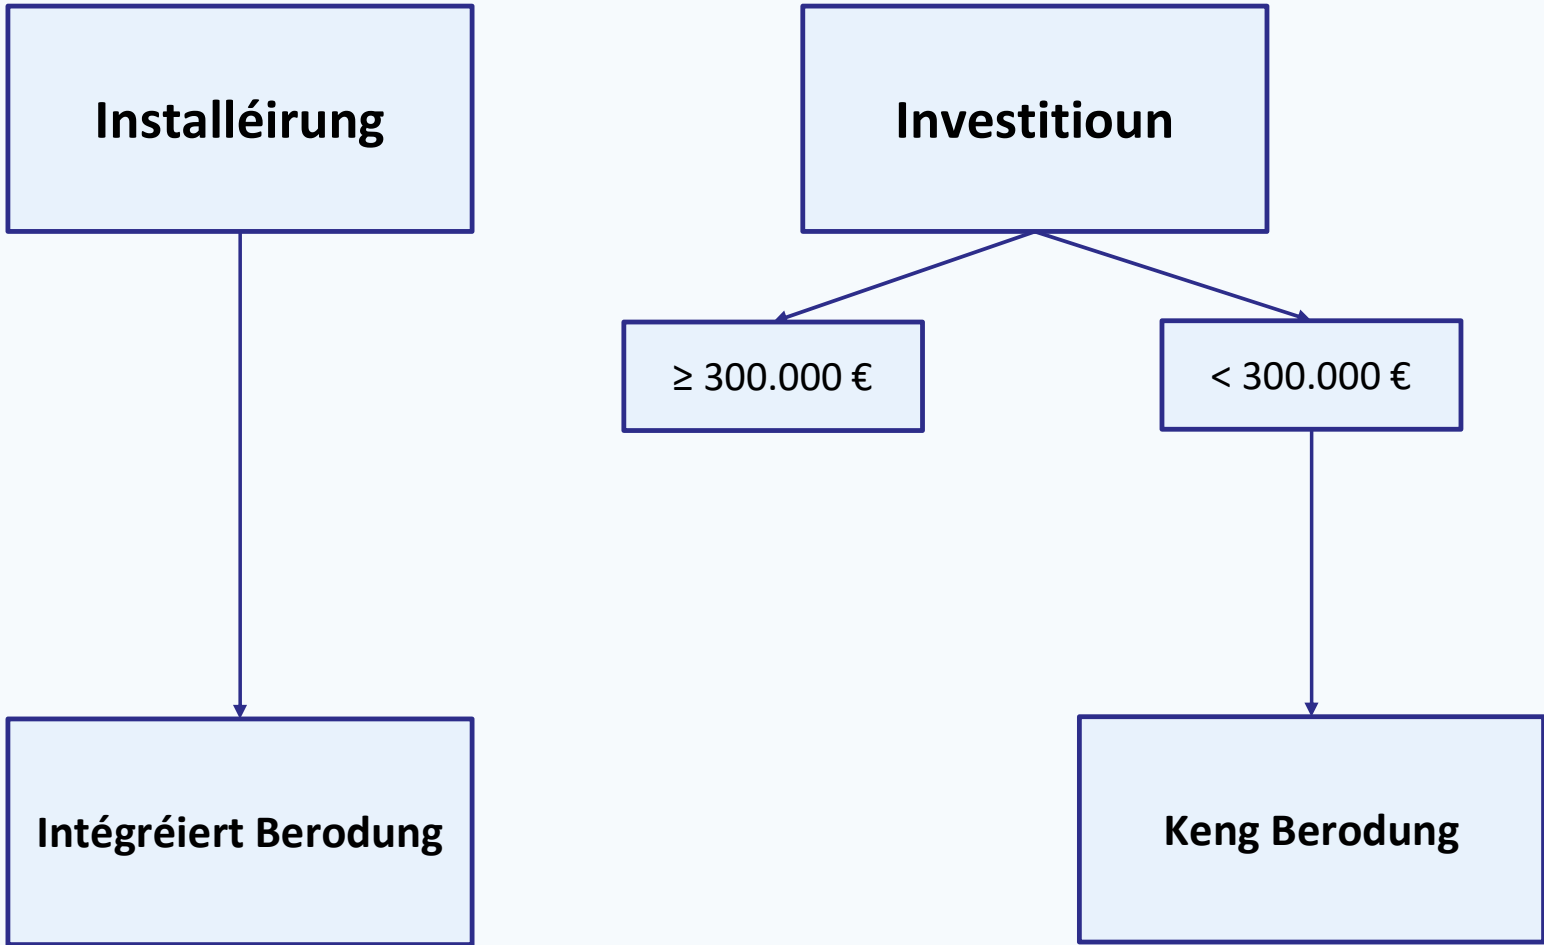 Installéirung
Investitioun
≥ 300.000 €
< 300.000 €
Intégréiert Berodung
Keng Berodung